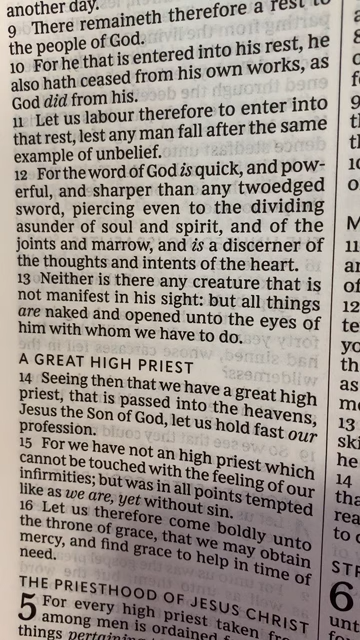 another day.
9 There remaineth therefore a rest to
the people of God.
10 For he that is entered into his rest, he
also hath ceased from his own works, as
God did from his.
11 Let us labour therefore to enter into
that rest, lest any man fall after the same
example of unbelief.
12 For the word of God is quick, and pow-
erful, and sharper than any twoedged
sword, piercing even to the dividing
asunder of soul and spirit, and of the
joints and marrow, and is a discerner of
the thoughts and intents of the heart.
13 Neither is there any creature that is
not manifest in his sight: but all things
are naked and opened unto the eyes of
him with whom we have to do.
A GREAT HIGH PRIEST
14 Seeing then that we have a great high
priest, that is passed into the heavens,
Jesus the Son of God, let us hold fast our
profession.
15 For we have not an high priest which
cannot be touched with the feeling of our
infirmities; but was in all points tempted
like as we are, yet without sin.
16 Let us therefore come boldly unto
the throne of grace, that we may obtain
mercy, and find grace to help in time of
need.
THE PRIESTHOOD OF JESUS CHRIST
5 For every high priest taken from
among men is ordained
things pertaining
11
12
13
14
6